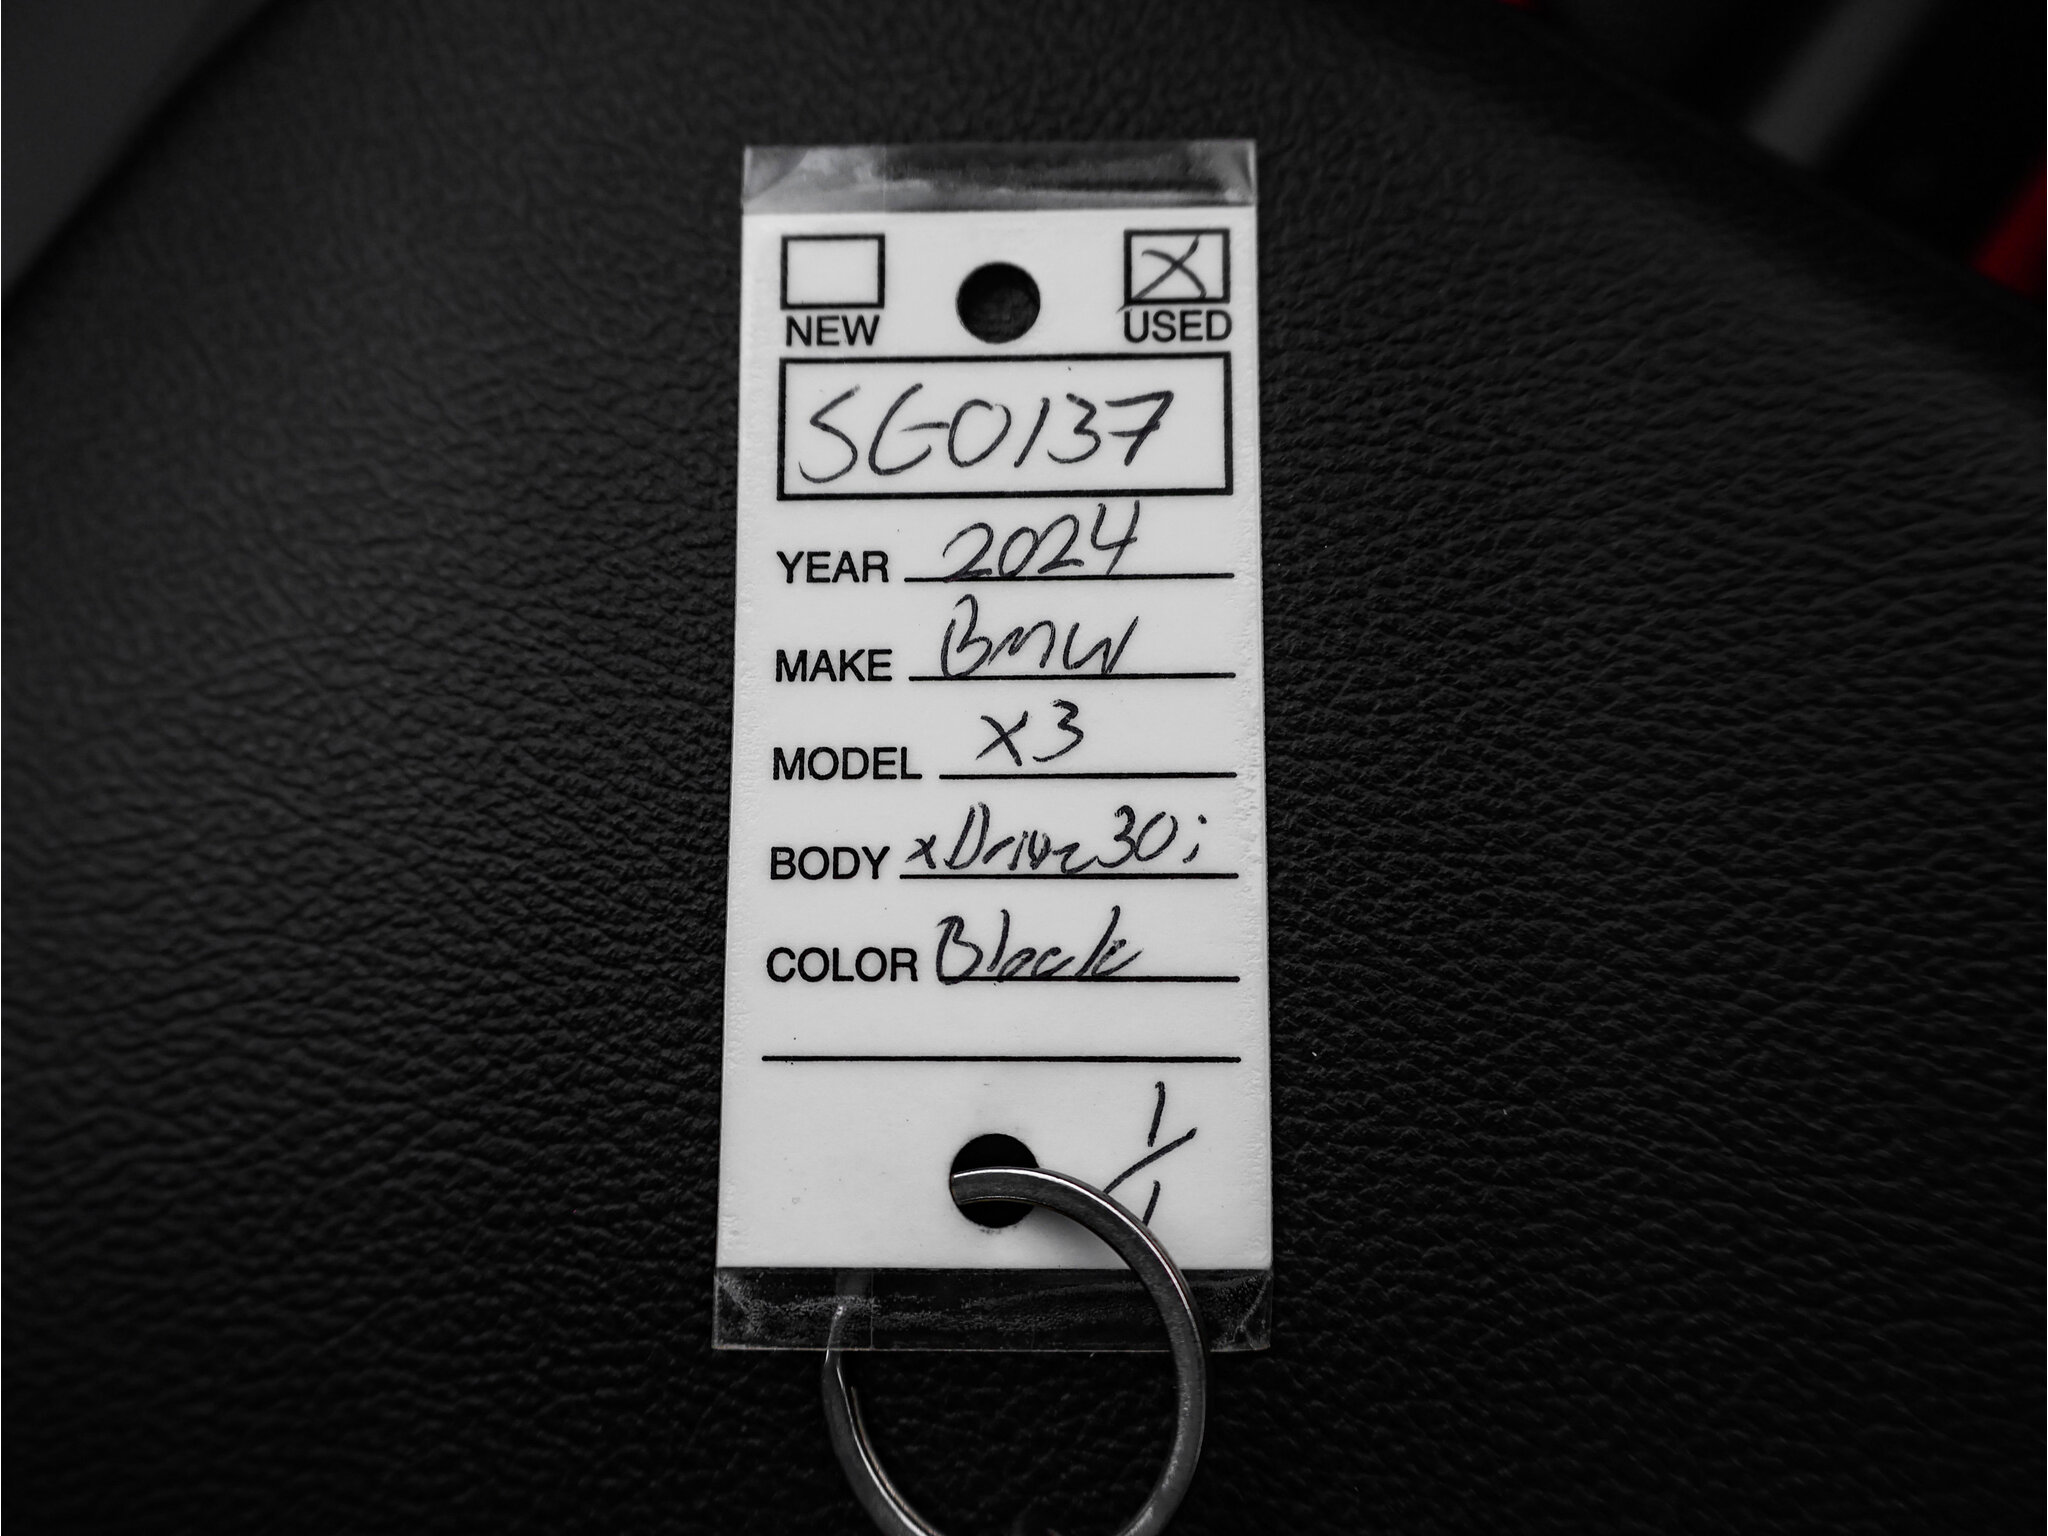 X
NEW USED
SG0137
YEAR 2024
MAKE BMW
MODEL X3
BODY xDrive30i
COLOR Black
1/1